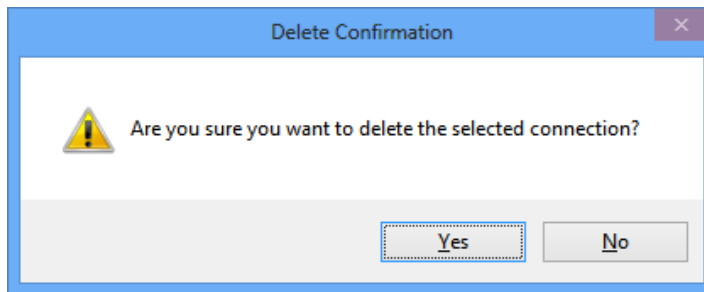 Delete Confirmation
Are you sure you want to delete the selected connection?
Yes
No